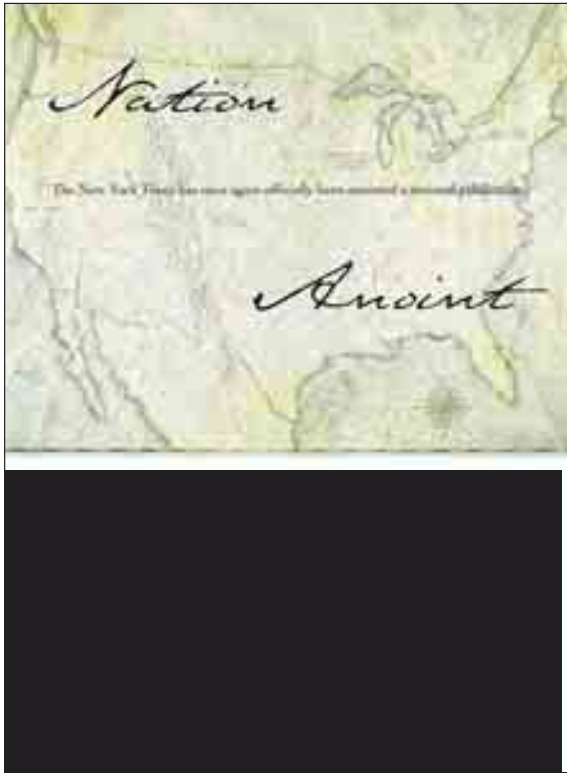 Nation
The New York Times has once again officially been anointed a national publication.
Anoint